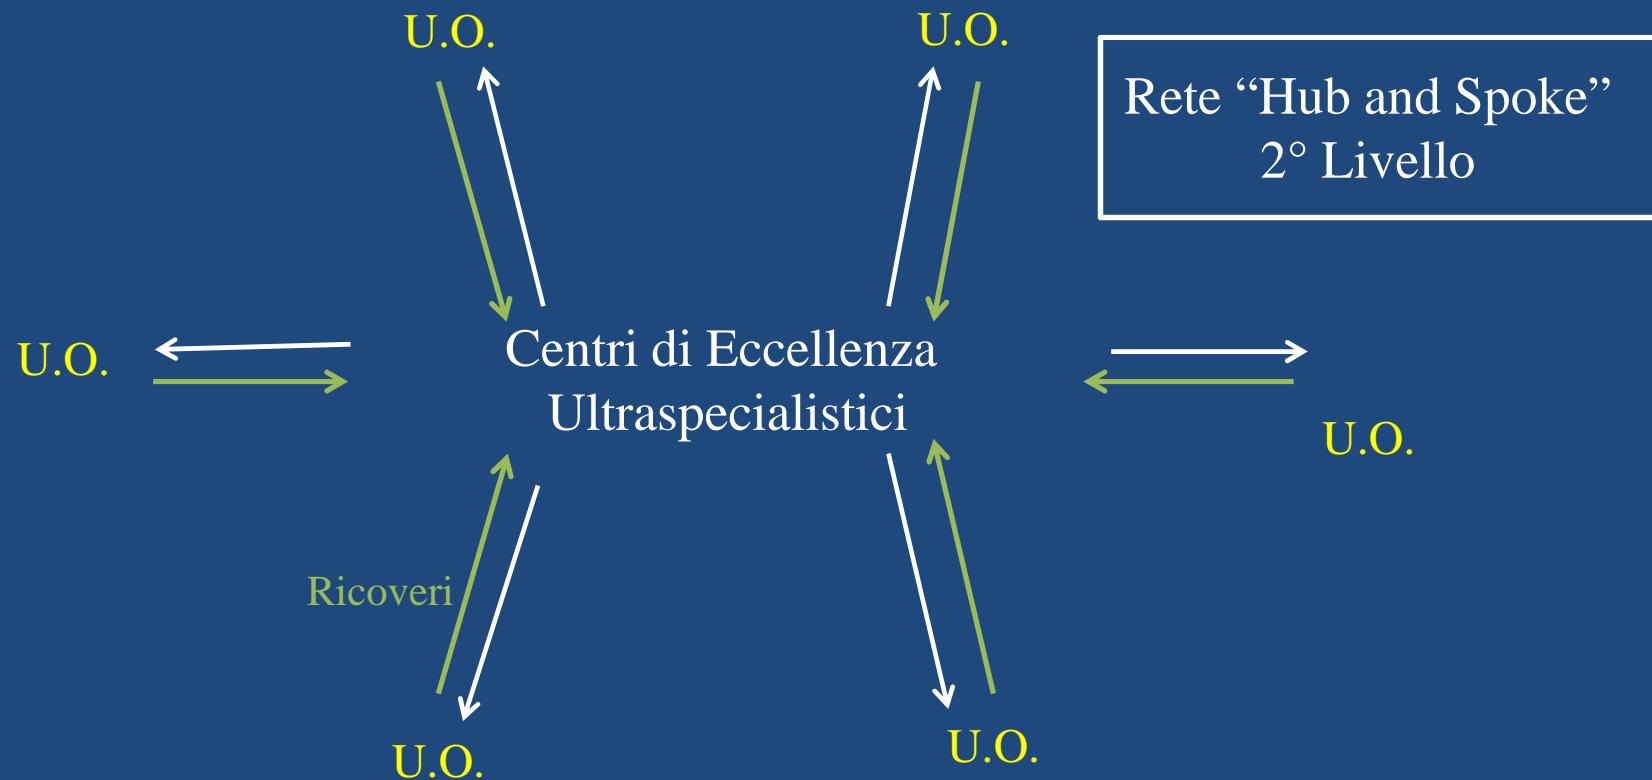 U.O.
U.O.
Rete “Hub and Spoke”
2° Livello
U.O.
Centri di Eccellenza
Ultraspecialistici
U.O.
Ricoveri
U.O.
U.O.